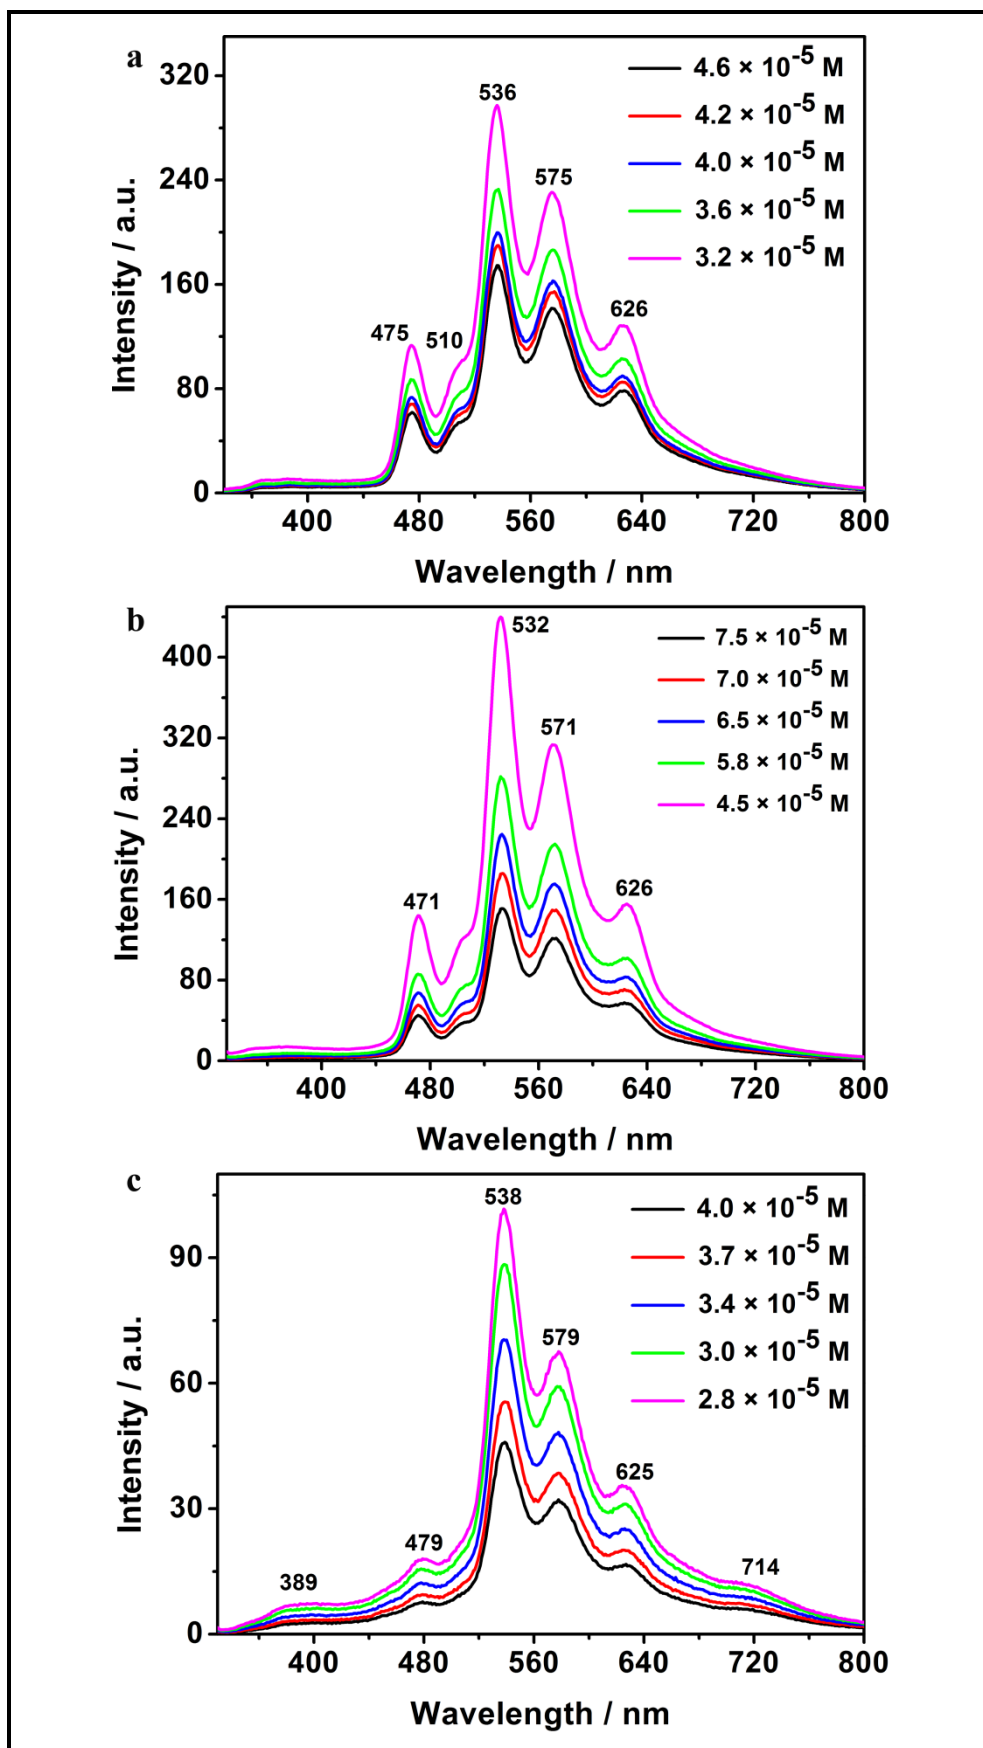 a
4.6 × 10⁻⁵ M
4.2 × 10⁻⁵ M
4.0 × 10⁻⁵ M
3.6 × 10⁻⁵ M
3.2 × 10⁻⁵ M
536
575
626
475
510
320
240
160
80
0
Intensity / a.u.
400 480 560 640 720 800
Wavelength / nm
b
7.5 × 10⁻⁵ M
7.0 × 10⁻⁵ M
6.5 × 10⁻⁵ M
5.8 × 10⁻⁵ M
4.5 × 10⁻⁵ M
532
571
626
471
400
320
240
160
80
0
Intensity / a.u.
400 480 560 640 720 800
Wavelength / nm
c
4.0 × 10⁻⁵ M
3.7 × 10⁻⁵ M
3.4 × 10⁻⁵ M
3.0 × 10⁻⁵ M
2.8 × 10⁻⁵ M
538
579
625
479
389
714
90
60
30
0
Intensity / a.u.
400 480 560 640 720 800
Wavelength / nm